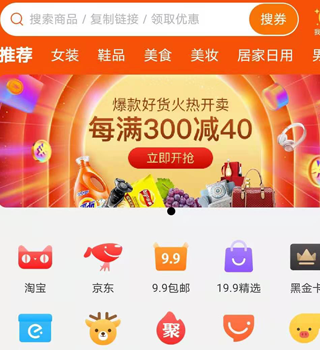 搜索商品 / 复制链接 / 领取优惠
搜券
推荐 女装 鞋品 美食 美妆 居家日用
爆款好货火热开卖
每满300减40
立即开抢
9.9
淘宝 京东 9.9包邮 19.9精选 黑金卡
聚